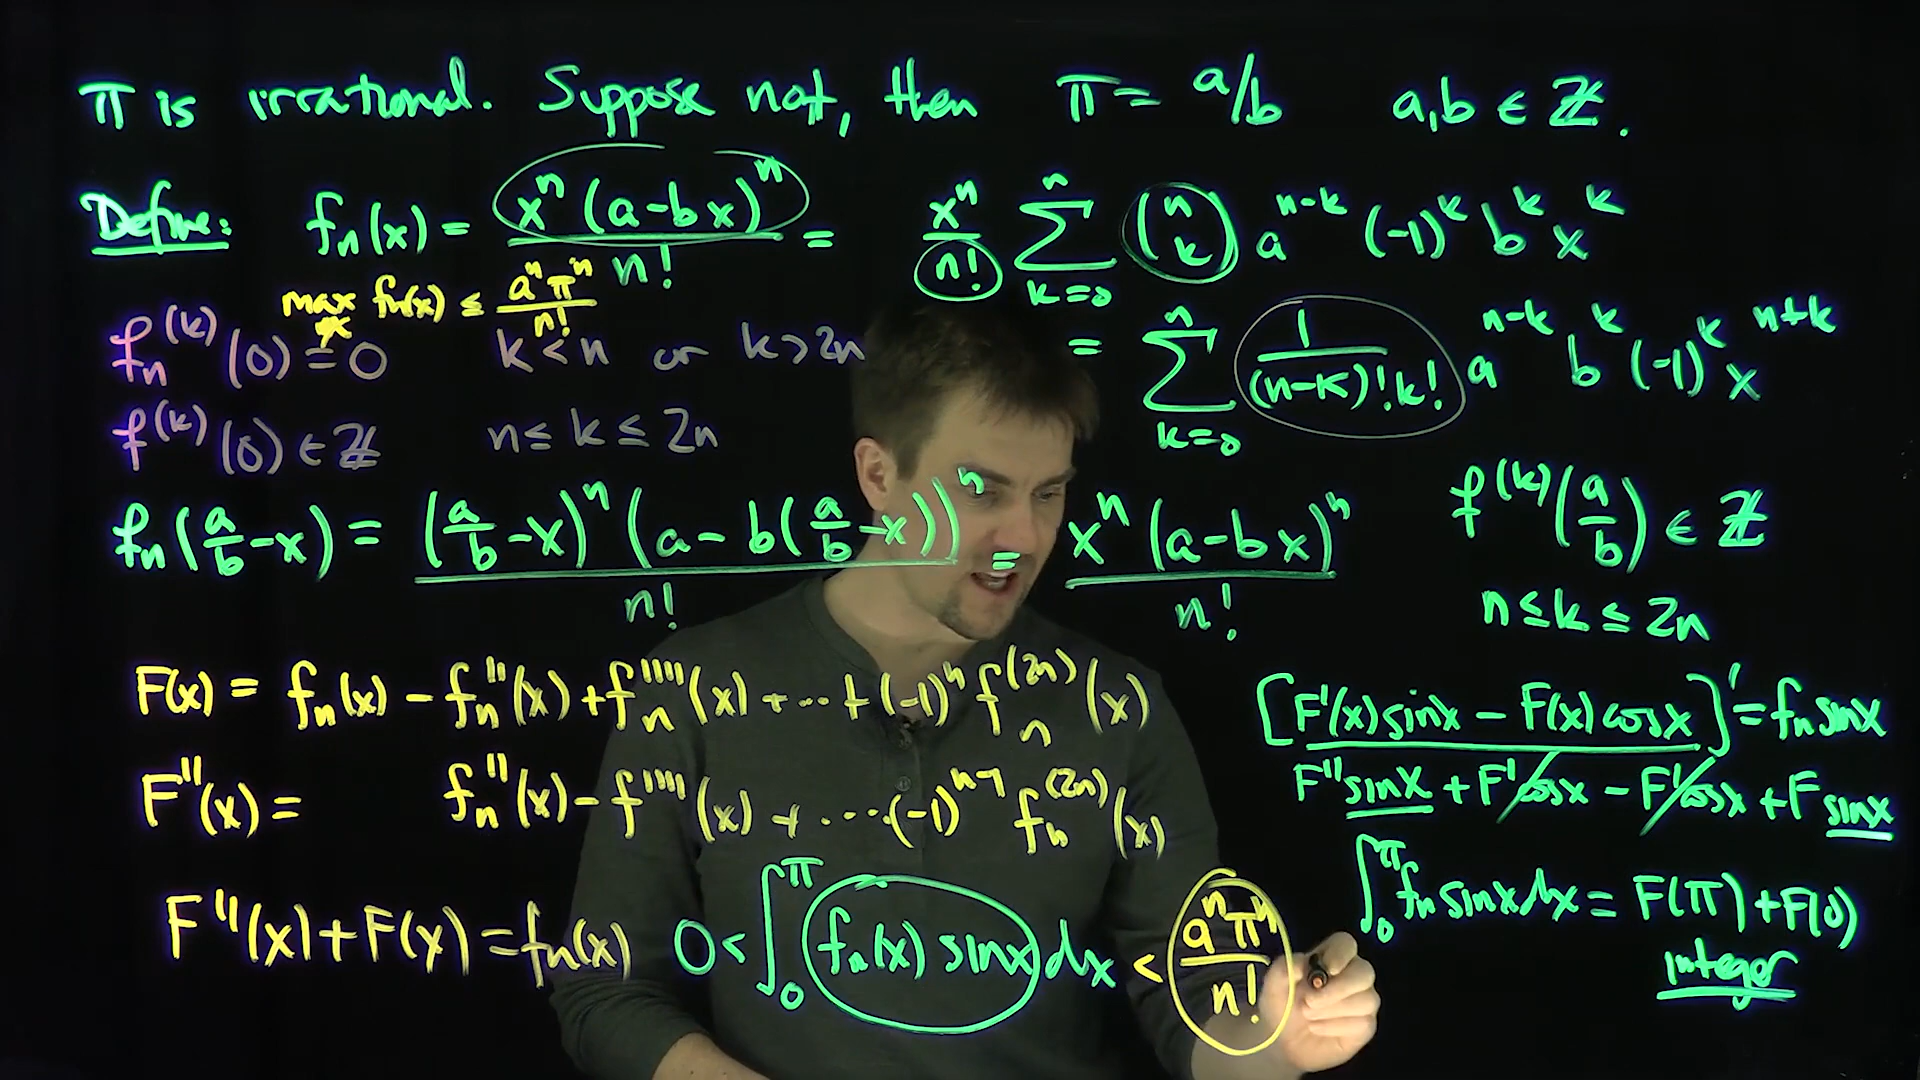 π is irrational. Suppose not, then π = a/b a,b ∈ ℤ.
Define: fₙ(x) = xⁿ(a-bx)ⁿ / n! = xⁿ/n! ∑_{k=0}^{n} (n k) a^{n-k} (-1)^k b^k x^k
max_x fₙ(x) ≤ aⁿπⁿ / n!
= ∑_{k=0}^{n} 1/((n-k)!k!) a^{n-k} b^k (-1)^k x^{n+k}
fₙ^{(k)}(0) = 0 k<n or k>2n
f^{(k)}(0) ∈ ℤ n ≤ k ≤ 2n
fₙ(a/b - x) = (a/b - x)ⁿ (a - b(a/b - x))ⁿ / n! = xⁿ(a-bx)ⁿ / n!
f^{(k)}(a/b) ∈ ℤ
n ≤ k ≤ 2n
F(x) = fₙ(x) - fₙ''(x) + fₙ''''(x) + ... + (-1)ⁿ fₙ^{(2n)}(x)
F''(x) = fₙ''(x) - f''''(x) + ....(-1)^{n-1} fₙ^{(2n)}(x)
F''(x) + F(x) = fₙ(x)
0 < ∫_0^π fₙ(x) sinx dx < aⁿπⁿ / n!
[F'(x) sinx - F(x) cosx]' = fₙ sinx
F'' sinx + F' cosx - F' cosx + F sinx
∫_0^π fₙ sinx dx = F(π) + F(0)
integer